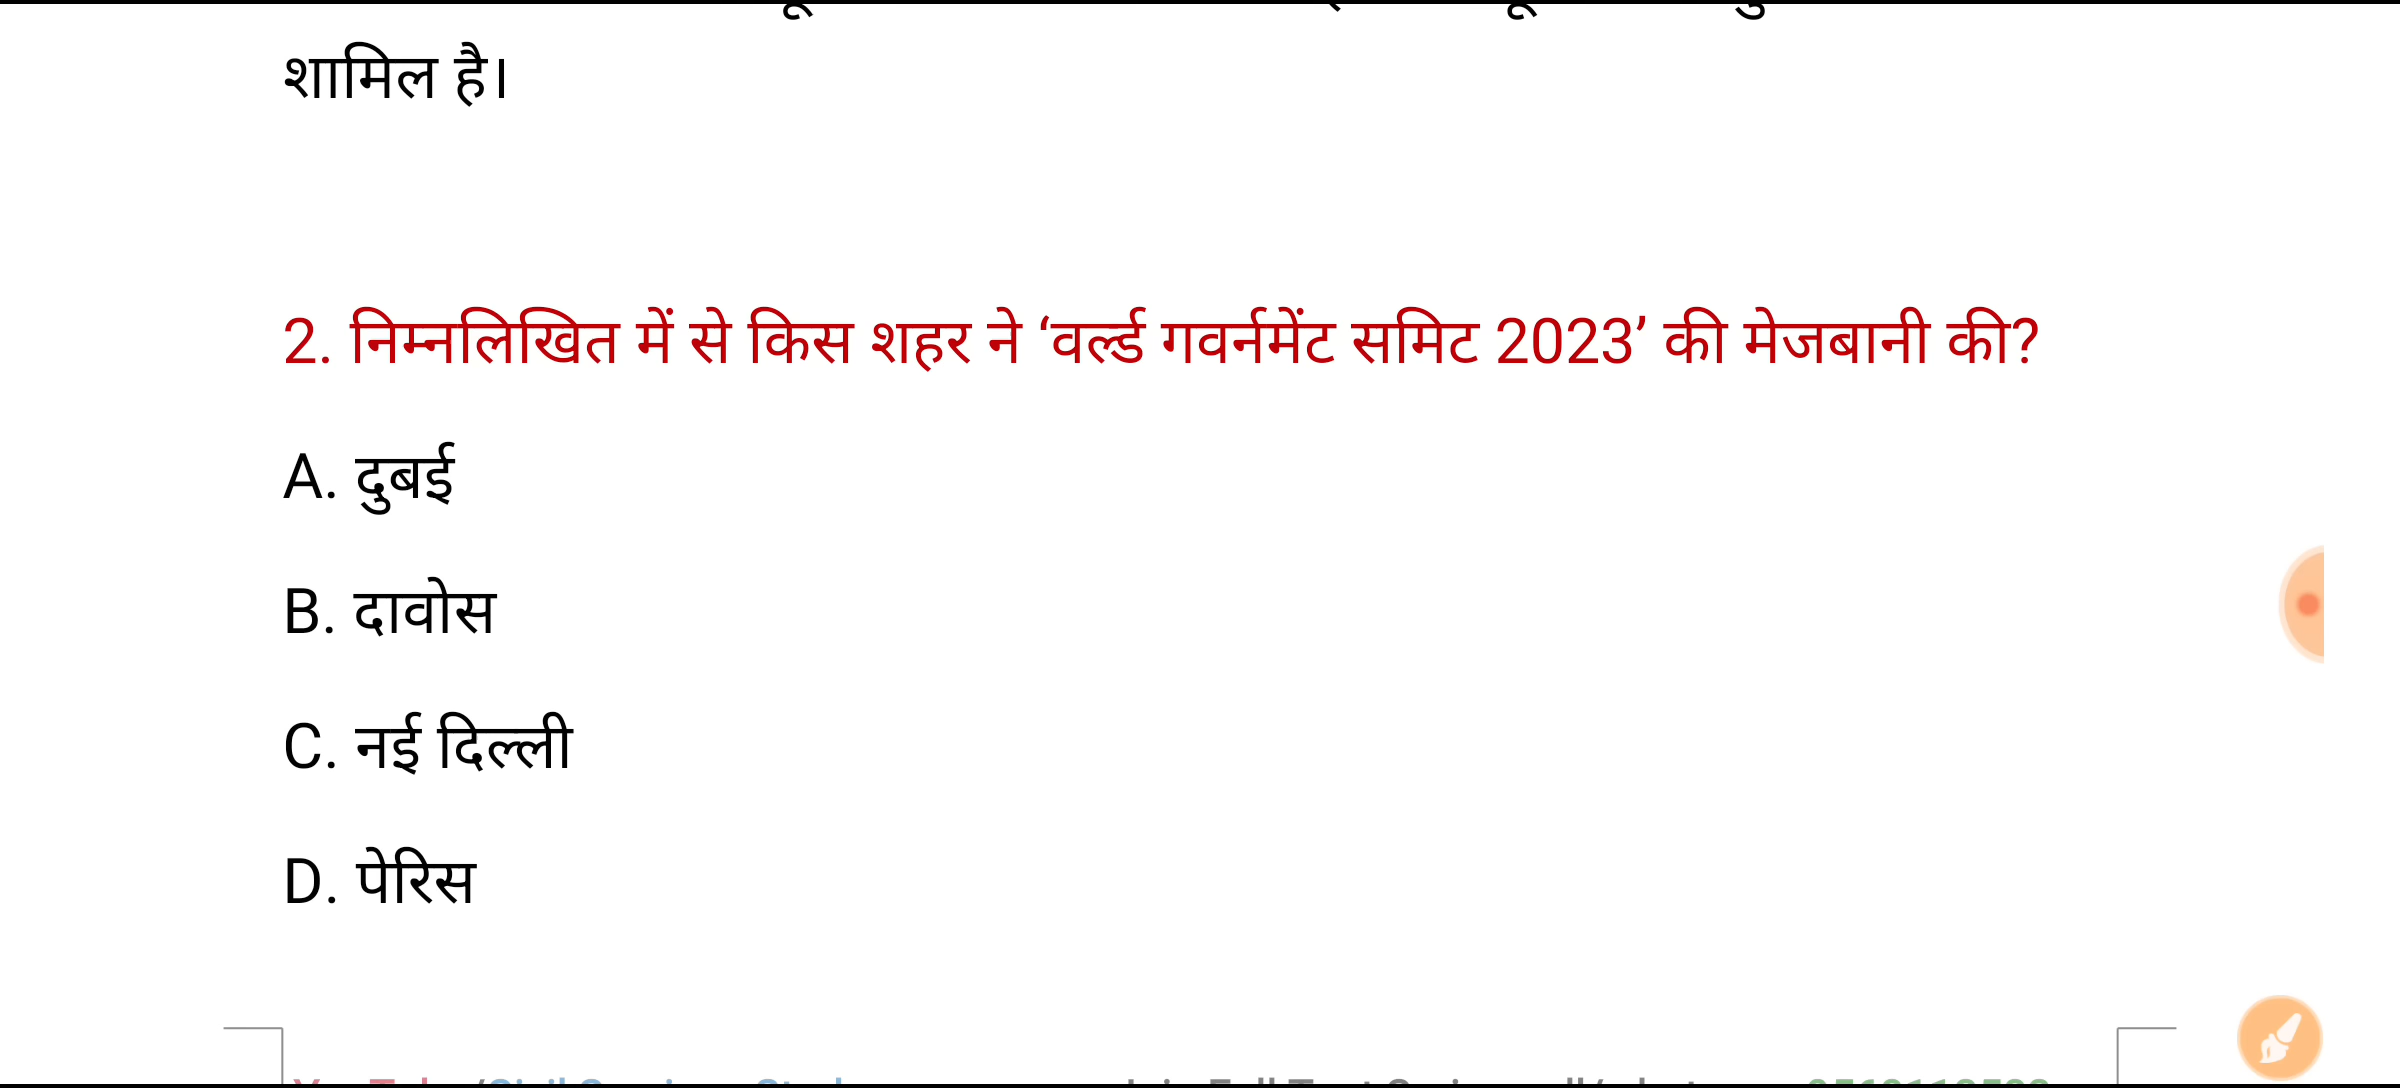 शामिल है।
2. निम्नलिखित में से किस शहर ने ‘वर्ल्ड गवर्नमेंट समिट 2023’ की मेजबानी की?
A. दुबई
B. दावोस
C. नई दिल्ली
D. पेरिस